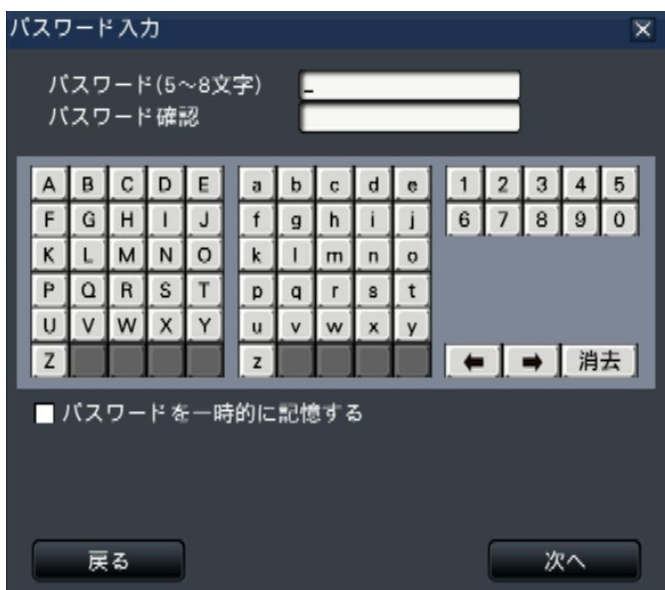 パスワード入力
パスワード(5~8文字)
パスワード確認
A B C D E a b c d e 1 2 3 4 5
F G H I J f g h i j 6 7 8 9 0
K L M N O k l m n o
P Q R S T p q r s t
U V W X Y u v w x y
Z z ← → 消去
パスワードを一時的に記憶する
戻る 次へ